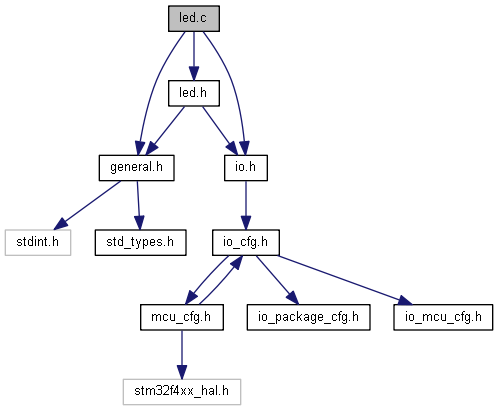 led.c
led.h
general.h
io.h
stdint.h
std_types.h
io_cfg.h
mcu_cfg.h
io_package_cfg.h
io_mcu_cfg.h
stm32f4xx_hal.h